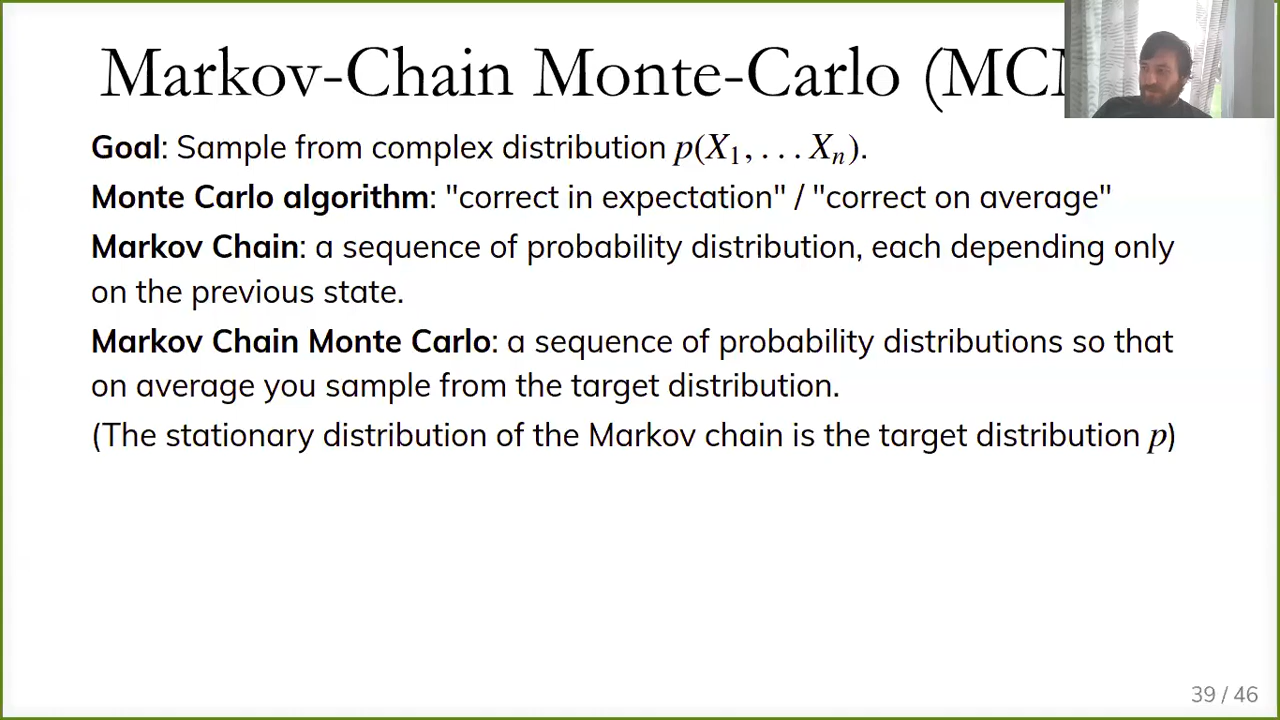 Markov-Chain Monte-Carlo (MC
Goal: Sample from complex distribution p(X₁, . . . Xₙ).
Monte Carlo algorithm: "correct in expectation" / "correct on average"
Markov Chain: a sequence of probability distribution, each depending only
on the previous state.
Markov Chain Monte Carlo: a sequence of probability distributions so that
on average you sample from the target distribution.
(The stationary distribution of the Markov chain is the target distribution p)
39 / 46